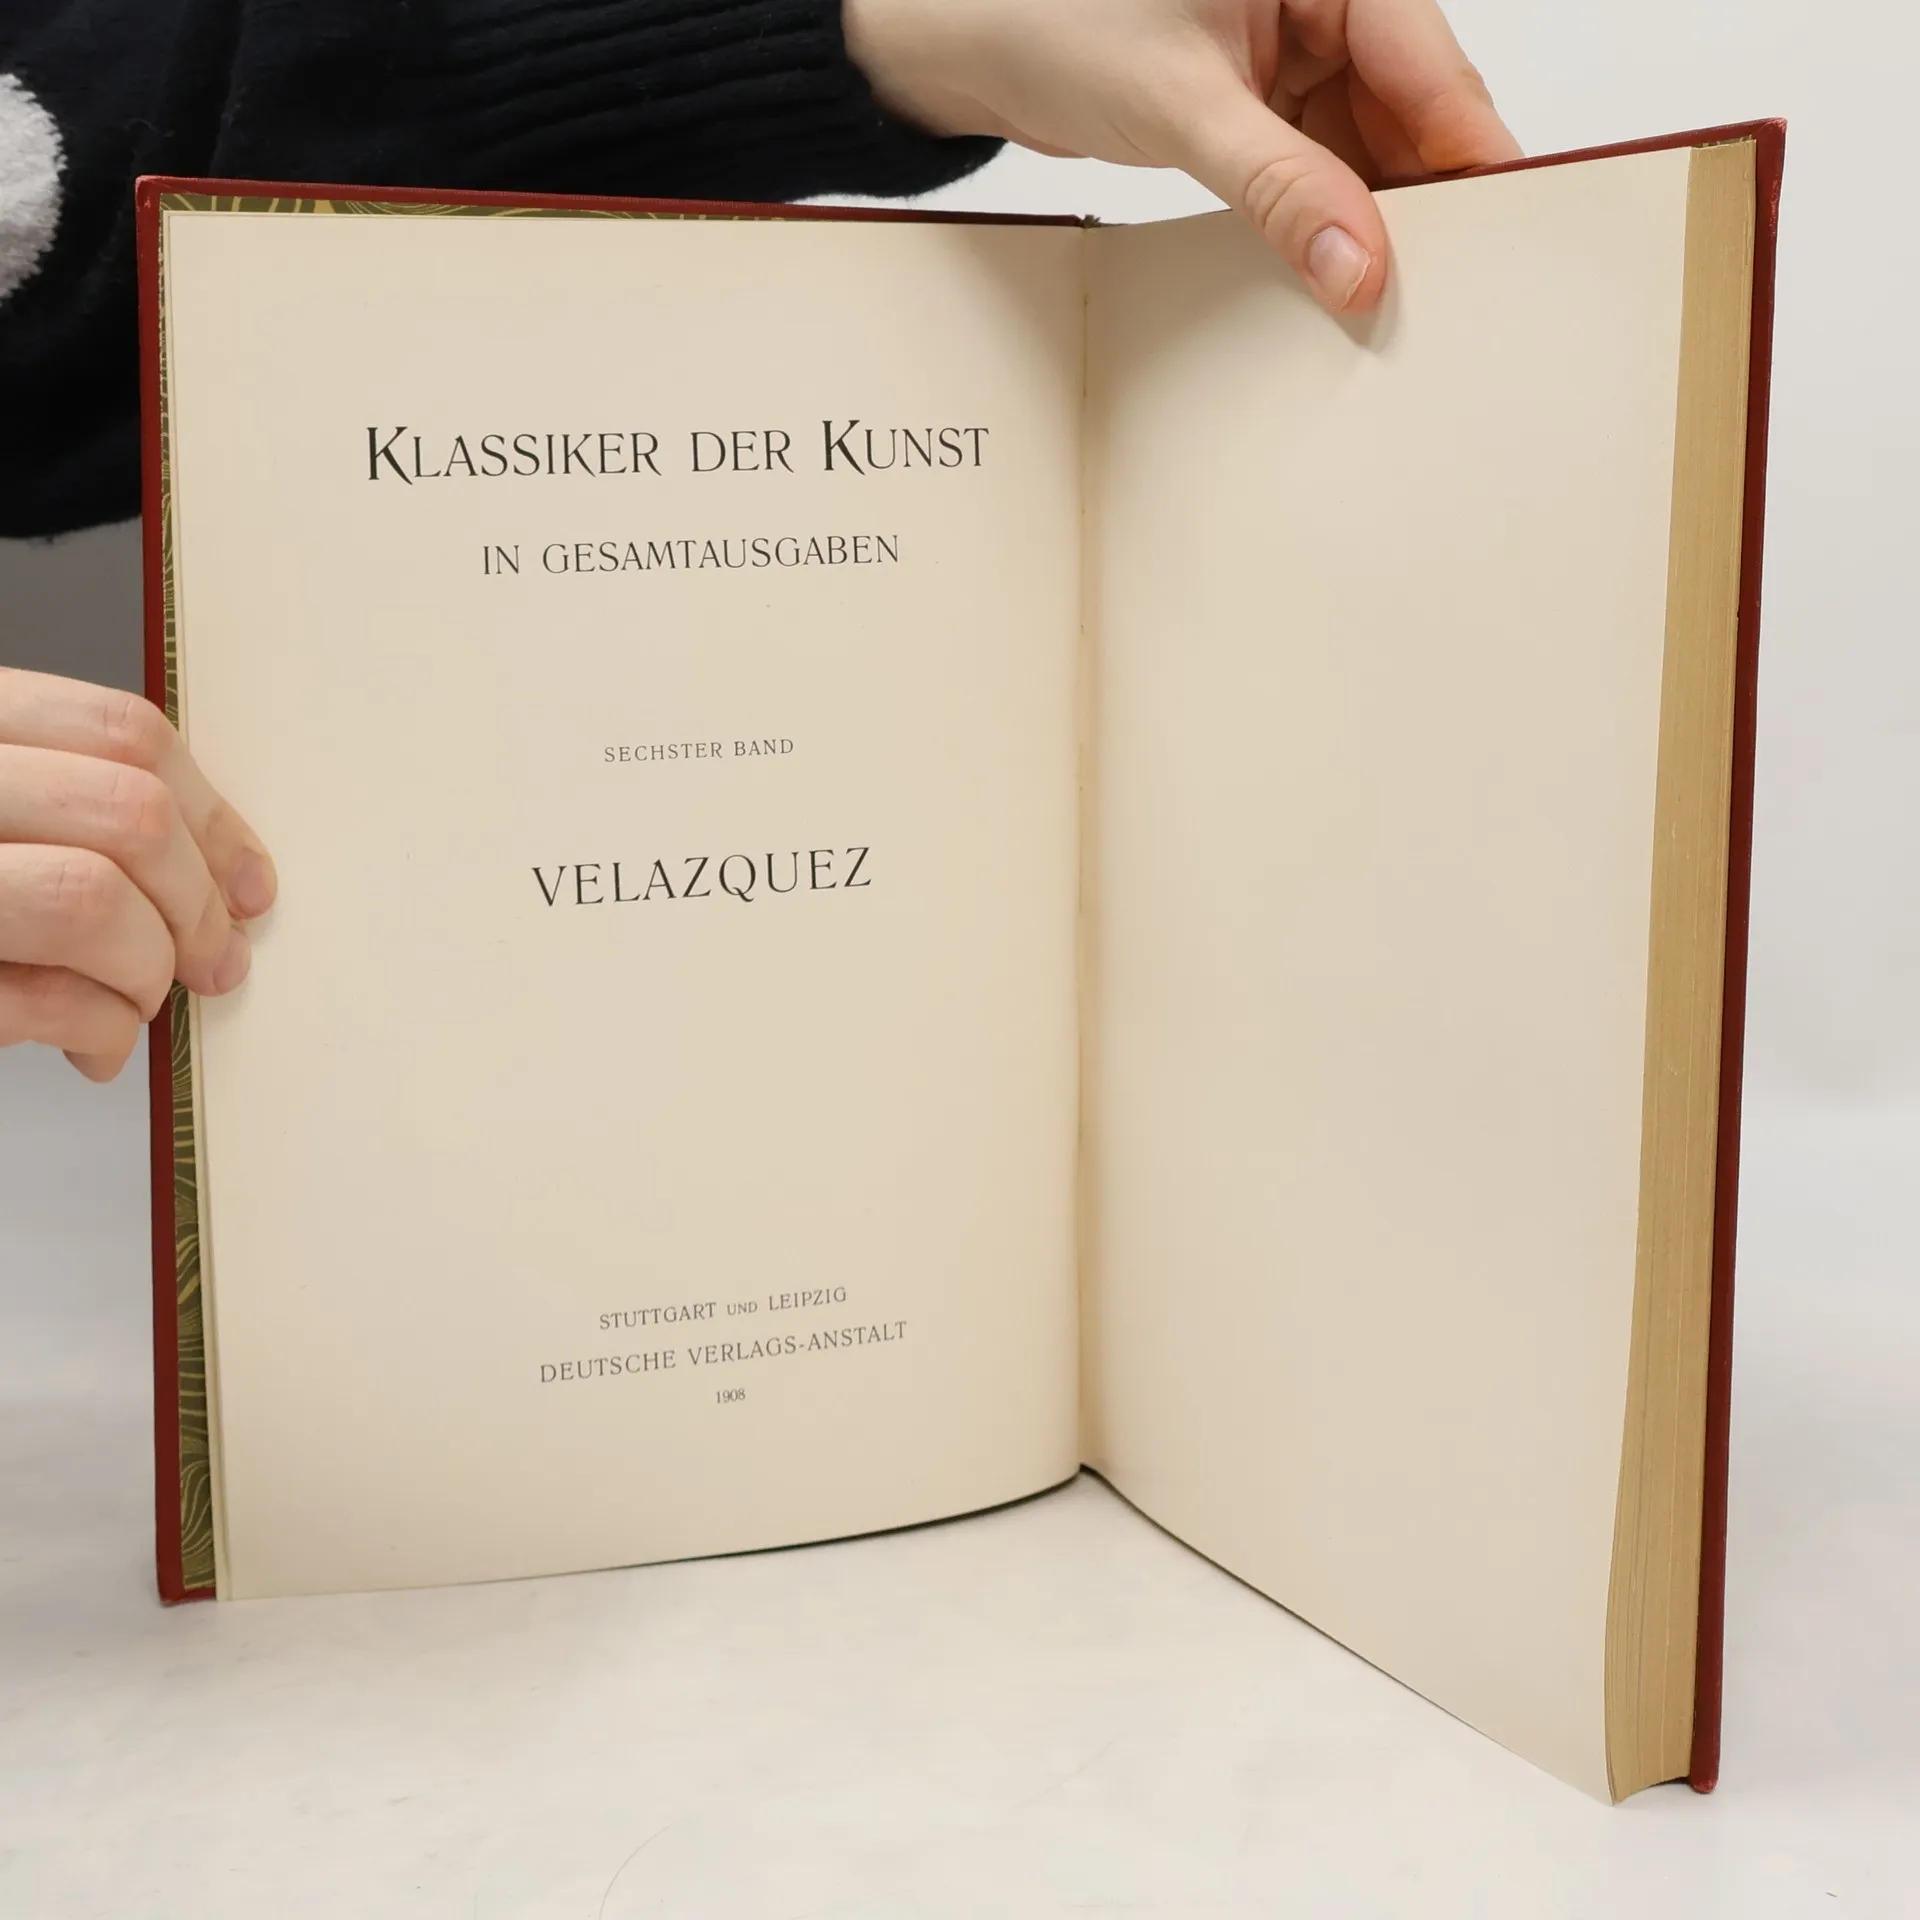 KLASSIKER DER KUNST
IN GESAMTAUSGABEN
SECHSTER BAND
VELAZQUEZ
STUTTGART UND LEIPZIG
DEUTSCHE VERLAGS-ANSTALT
1908